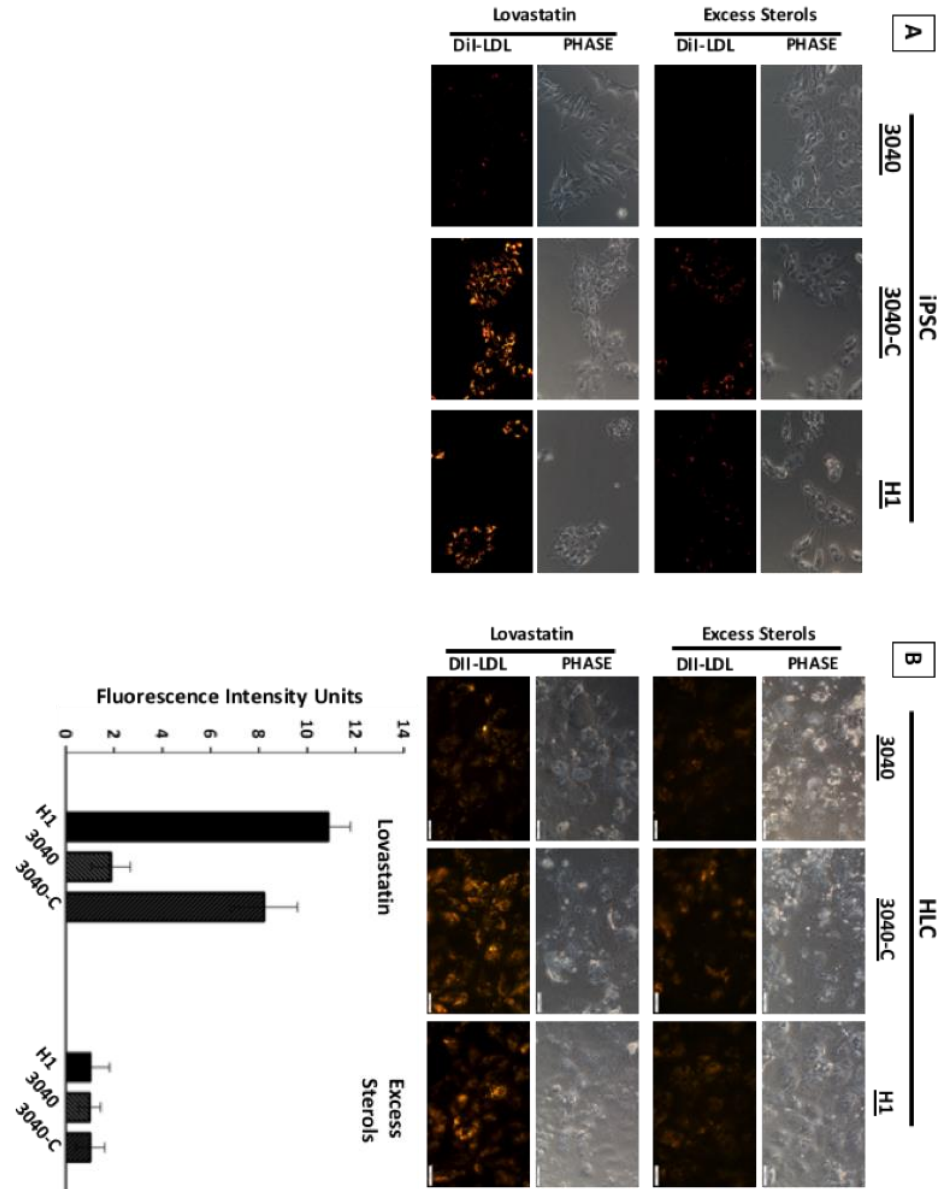 A
iPSC
3040
3040-C
H1
Excess Sterols
PHASE
DiI-LDL
Lovastatin
PHASE
DiI-LDL
B
HLC
3040
3040-C
H1
Excess Sterols
PHASE
DII-LDL
Lovastatin
PHASE
DII-LDL
Fluorescence Intensity Units
14
12
10
8
6
4
2
0
Lovastatin
H1
3040
3040-C
Excess
Sterols
H1
3040
3040-C